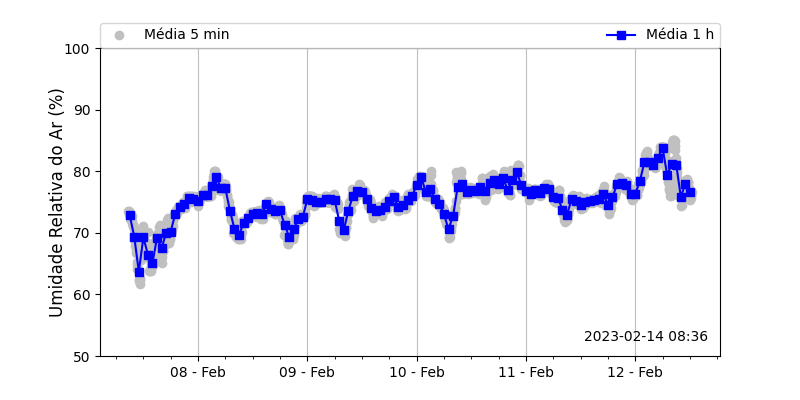 Média 5 min
Média 1 h
Umidade Relativa do Ar (%)
100
90
80
70
60
50
2023-02-14 08:36
08 - Feb
09 - Feb
10 - Feb
11 - Feb
12 - Feb